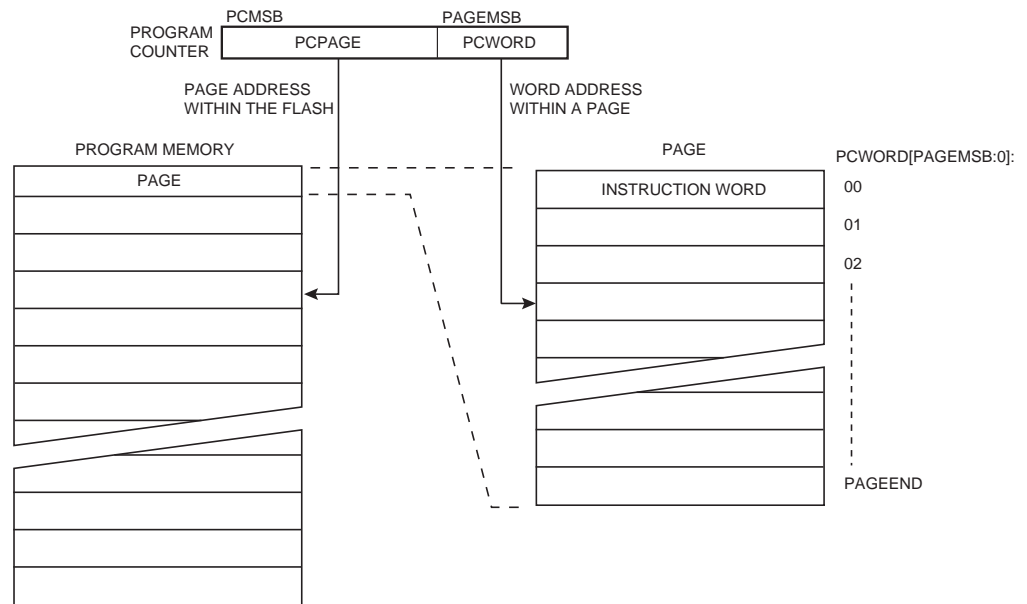 PCMSB PAGEMSB
PROGRAM
COUNTER
PCPAGE PCWORD
PAGE ADDRESS
WITHIN THE FLASH
WORD ADDRESS
WITHIN A PAGE
PROGRAM MEMORY
PAGE
PAGE
INSTRUCTION WORD
PCWORD[PAGEMSB:0]:
00
01
02
PAGEEND